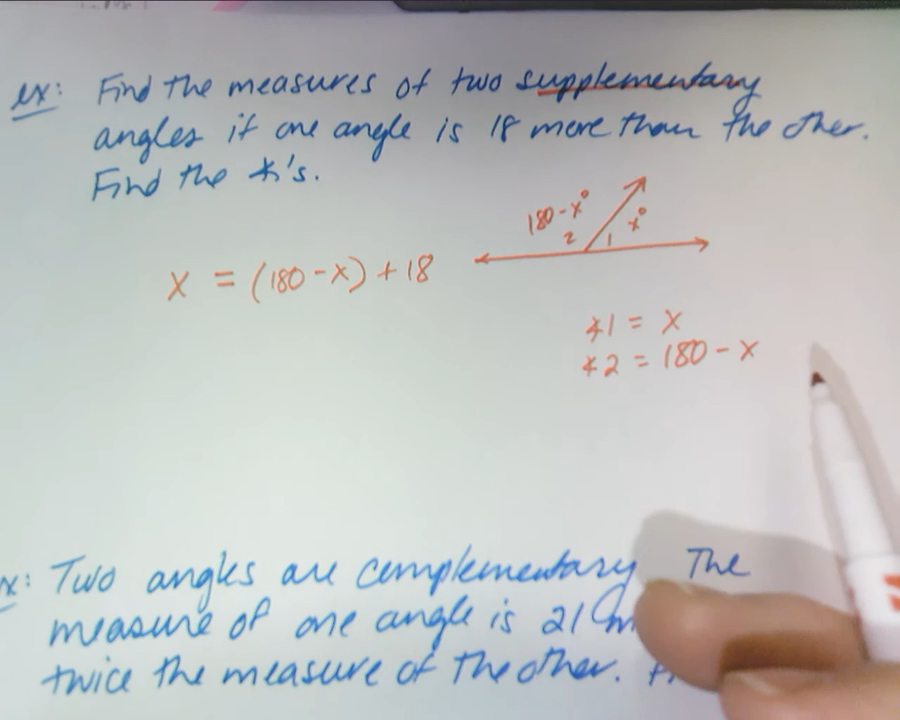 ex: Find the measures of two supplementary
angles if one angle is 18 more than the other.
Find the ∡'s.
180-x°
x°
2 1
x = (180-x) + 18
∡1 = x
∡2 = 180 - x
x: Two angles are complementary The
measure of one angle is 21
twice the measure of the other.